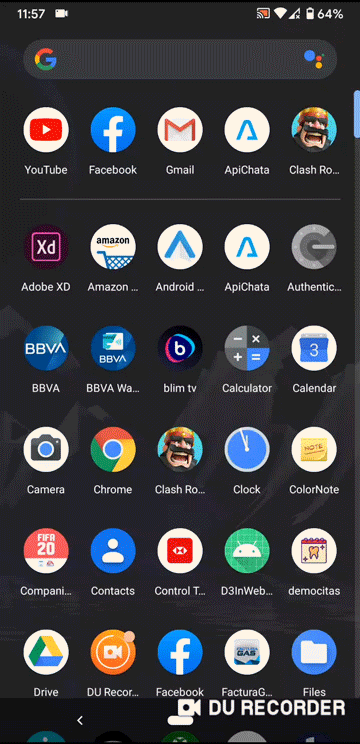 11:57 64%
YouTube Facebook Gmail ApiChata Clash Ro...
Xd amazon
Adobe XD Amazon ... Android ... ApiChata Authentic...
BBVA BBVA b 3
BBVA BBVA Wa... blim tv Calculator Calendar
NOTE
Camera Chrome Clash Ro... Clock ColorNote
FIFA
20
Compani... Contacts Control T... D3InWeb... democitas
FACTURA
GAS
Drive DU Recor... Facebook FacturaG... Files
DU RECORDER